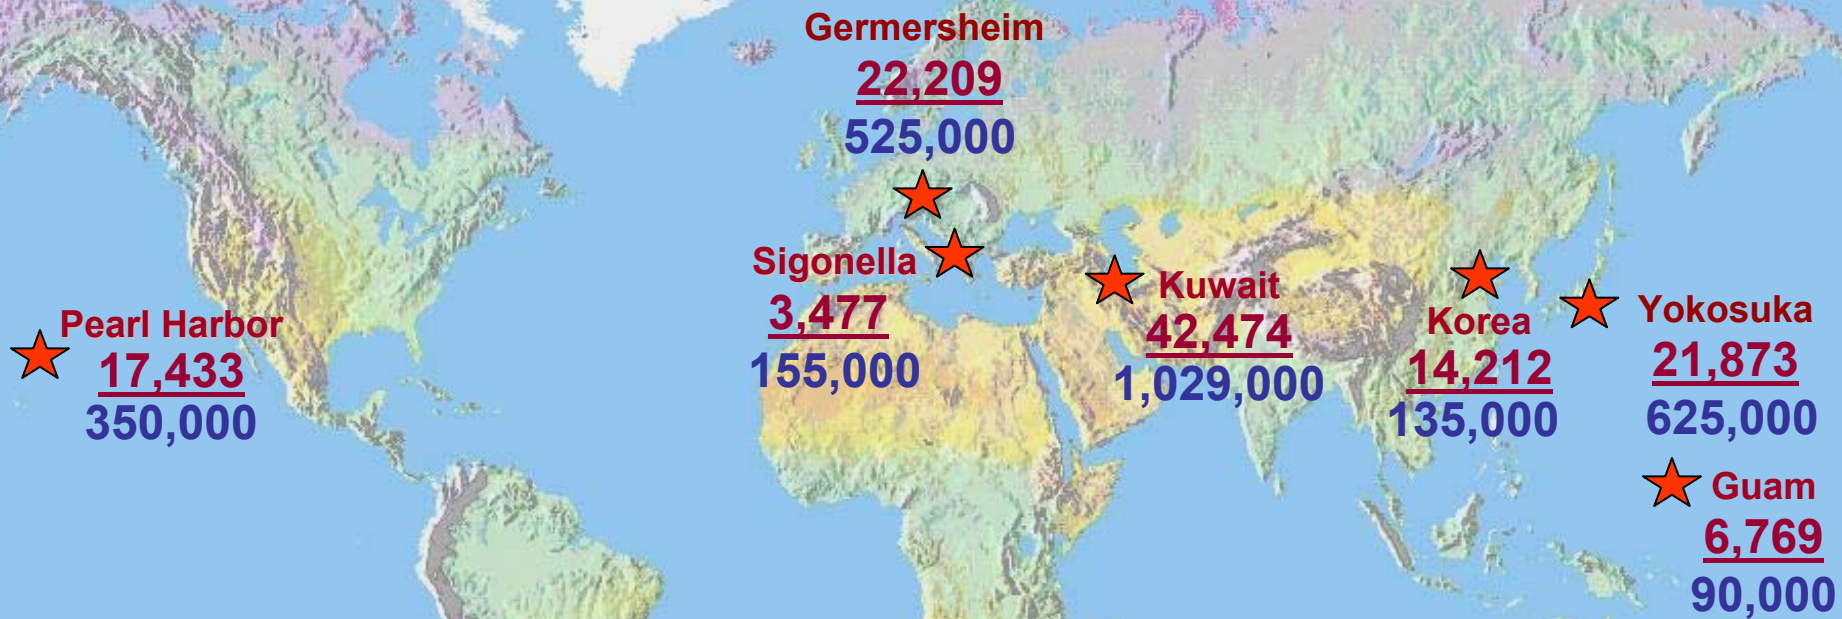 Germersheim
22,209
525,000
Sigonella
3,477
155,000
Kuwait
42,474
1,029,000
Pearl Harbor
17,433
350,000
Korea
14,212
135,000
Yokosuka
21,873
625,000
Guam
6,769
90,000